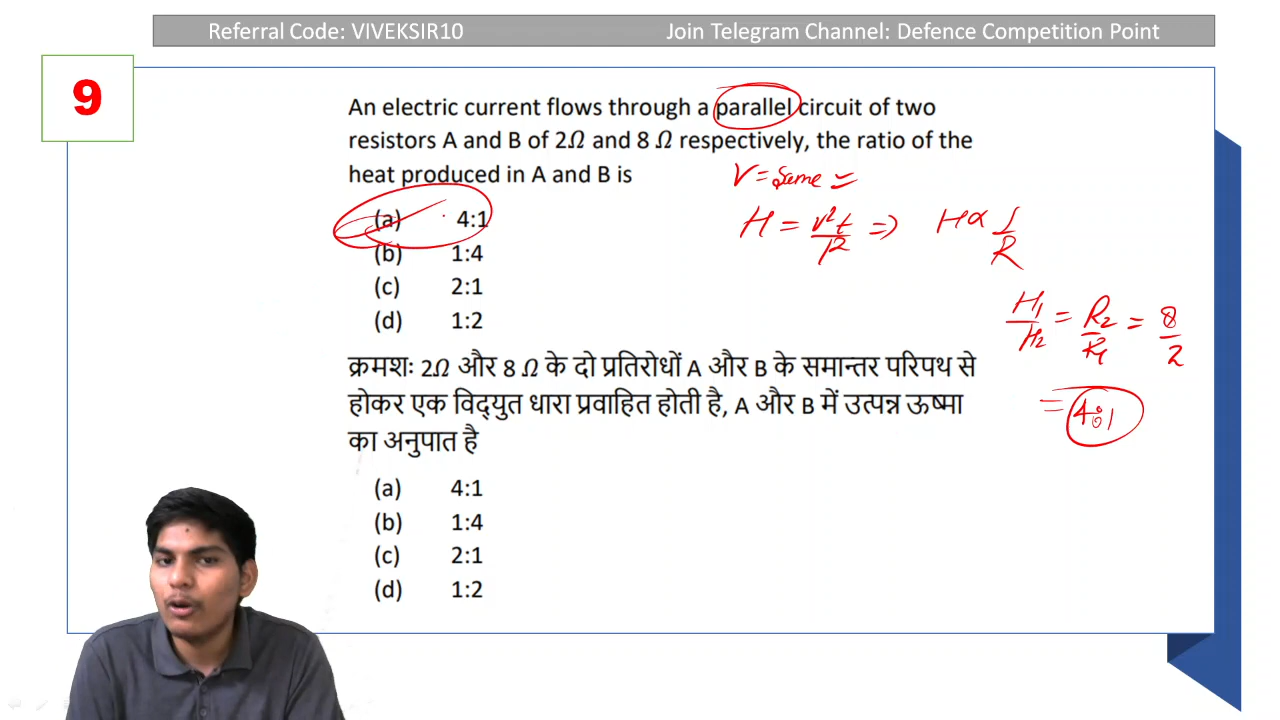 Referral Code: VIVEKSIR10
Join Telegram Channel: Defence Competition Point
9
An electric current flows through a parallel circuit of two
resistors A and B of 2Ω and 8 Ω respectively, the ratio of the
heat produced in A and B is
(a) 4:1
(b) 1:4
(c) 2:1
(d) 1:2
V = Same
H = V²t/R ⇒ H ∝ 1/R
H₁/H₂ = R₂/R₁ = 8/2
= 4:1
क्रमशः 2Ω और 8 Ω के दो प्रतिरोधों A और B के समान्तर परिपथ से
होकर एक विद्युत धारा प्रवाहित होती है, A और B में उत्पन्न ऊष्मा
का अनुपात है
(a) 4:1
(b) 1:4
(c) 2:1
(d) 1:2